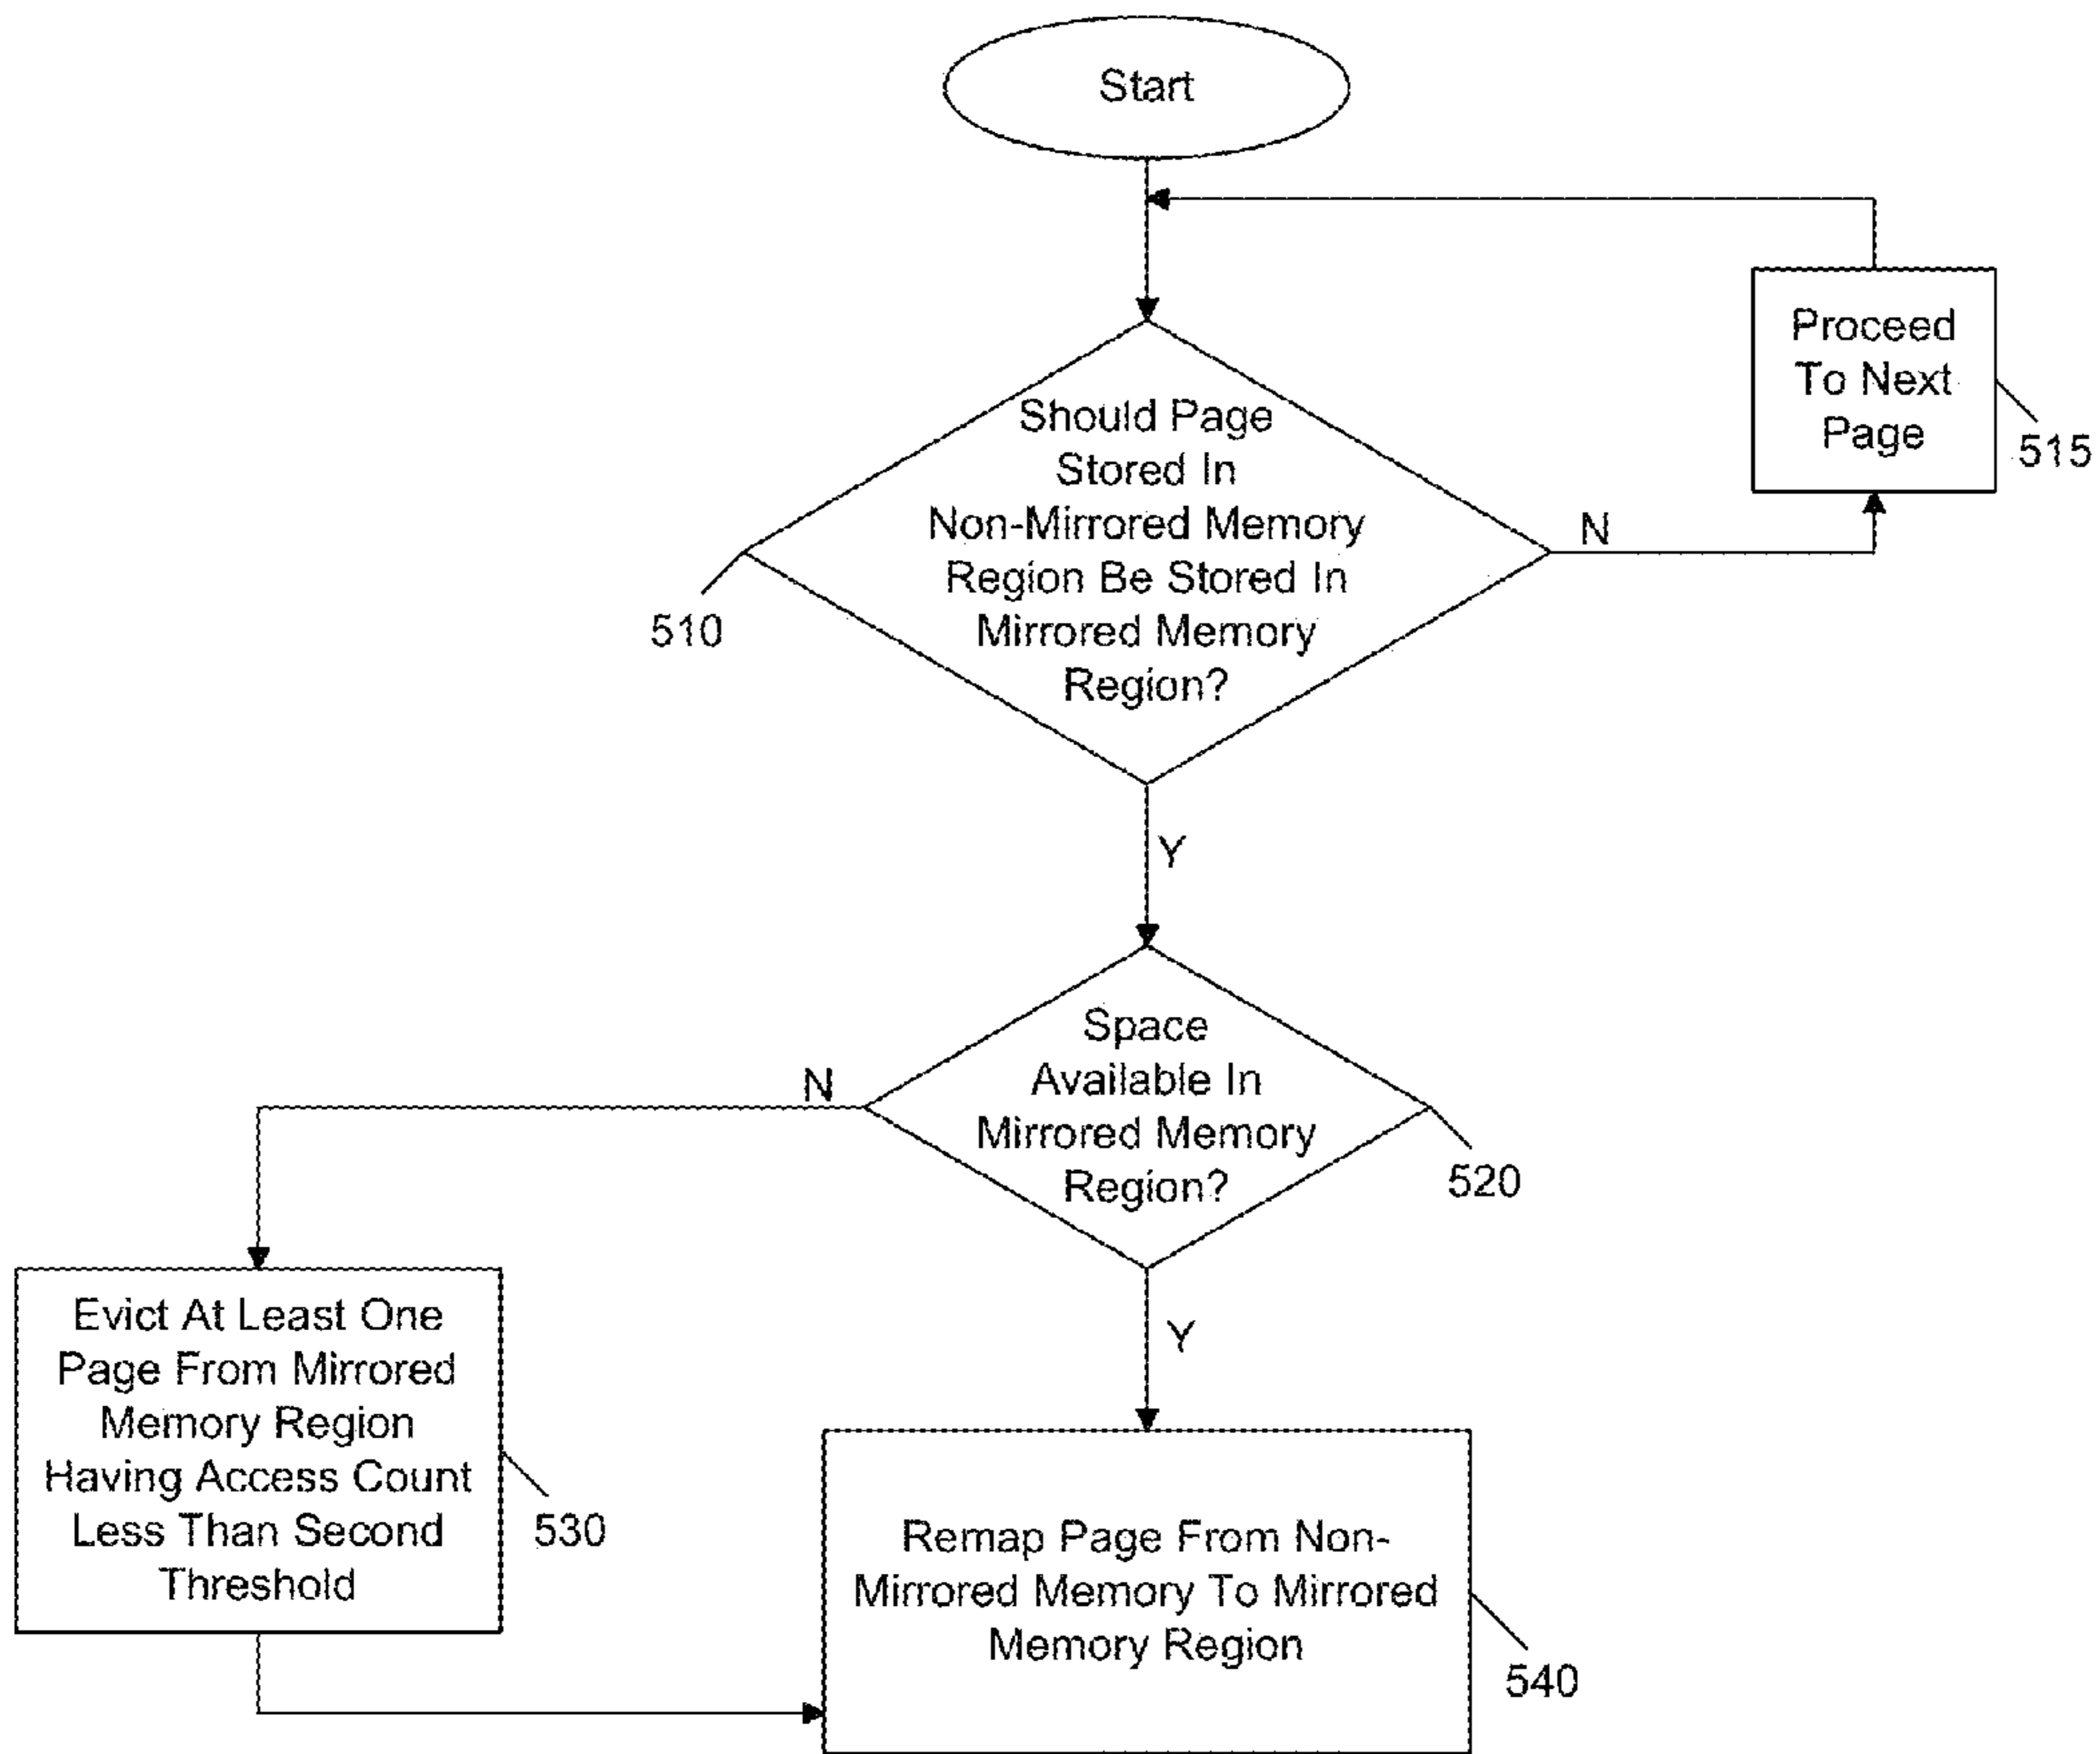 Start
Proceed
To Next
Page
515
Should Page
Stored In
Non-Mirrored Memory
Region Be Stored In
Mirrored Memory
Region?
N
510
Y
Space
Available In
Mirrored Memory
Region?
N
520
Y
Evict At Least One
Page From Mirrored
Memory Region
Having Access Count
Less Than Second
Threshold
530
Remap Page From Non-
Mirrored Memory To Mirrored
Memory Region
540